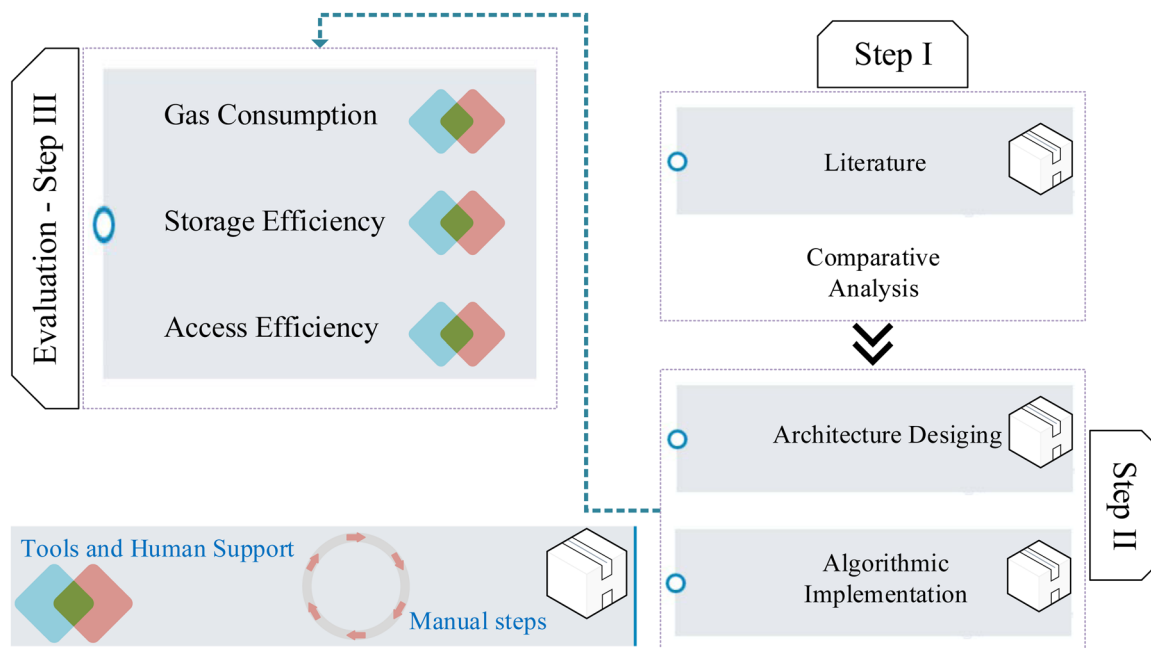 Step I
Literature
Comparative
Analysis
Architecture Desiging
Algorithmic
Implementation
Step II
Evaluation - Step III
Gas Consumption
Storage Efficiency
Access Efficiency
Tools and Human Support
Manual steps